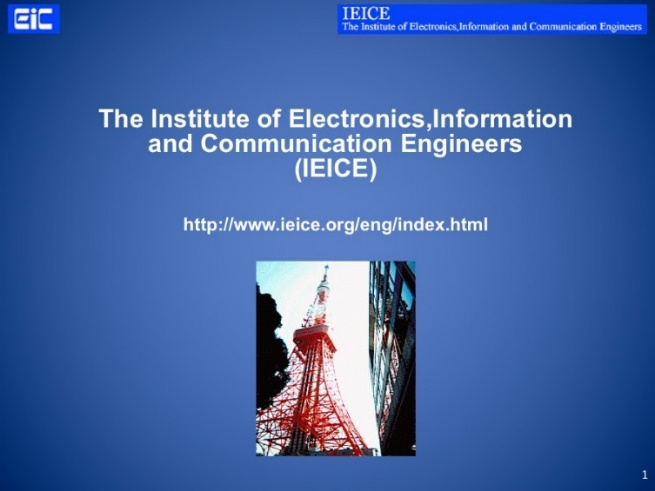 EiC
IEICE
The Institute of Electronics,Information and Communication Engineers
The Institute of Electronics,Information
and Communication Engineers
(IEICE)
http://www.ieice.org/eng/index.html
1